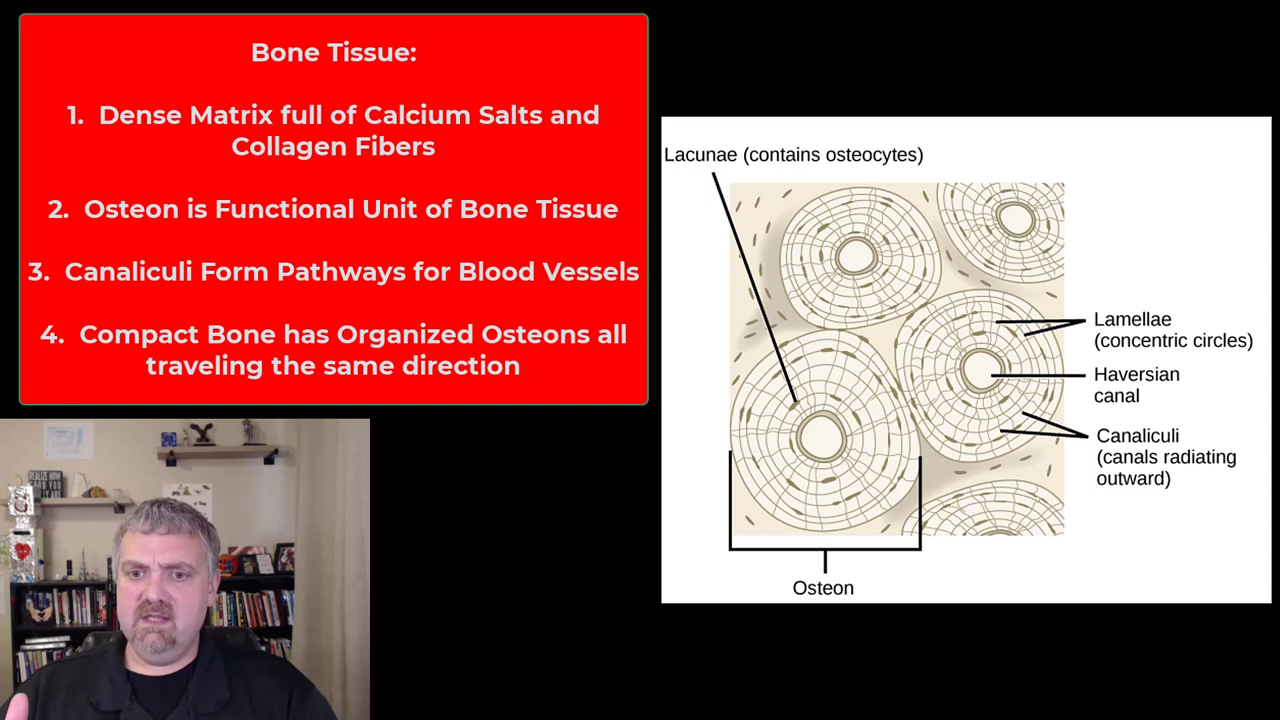 Bone Tissue:
1. Dense Matrix full of Calcium Salts and
Collagen Fibers
2. Osteon is Functional Unit of Bone Tissue
3. Canaliculi Form Pathways for Blood Vessels
4. Compact Bone has Organized Osteons all
traveling the same direction
Lacunae (contains osteocytes)
Lamellae
(concentric circles)
Haversian
canal
Canaliculi
(canals radiating
outward)
Osteon